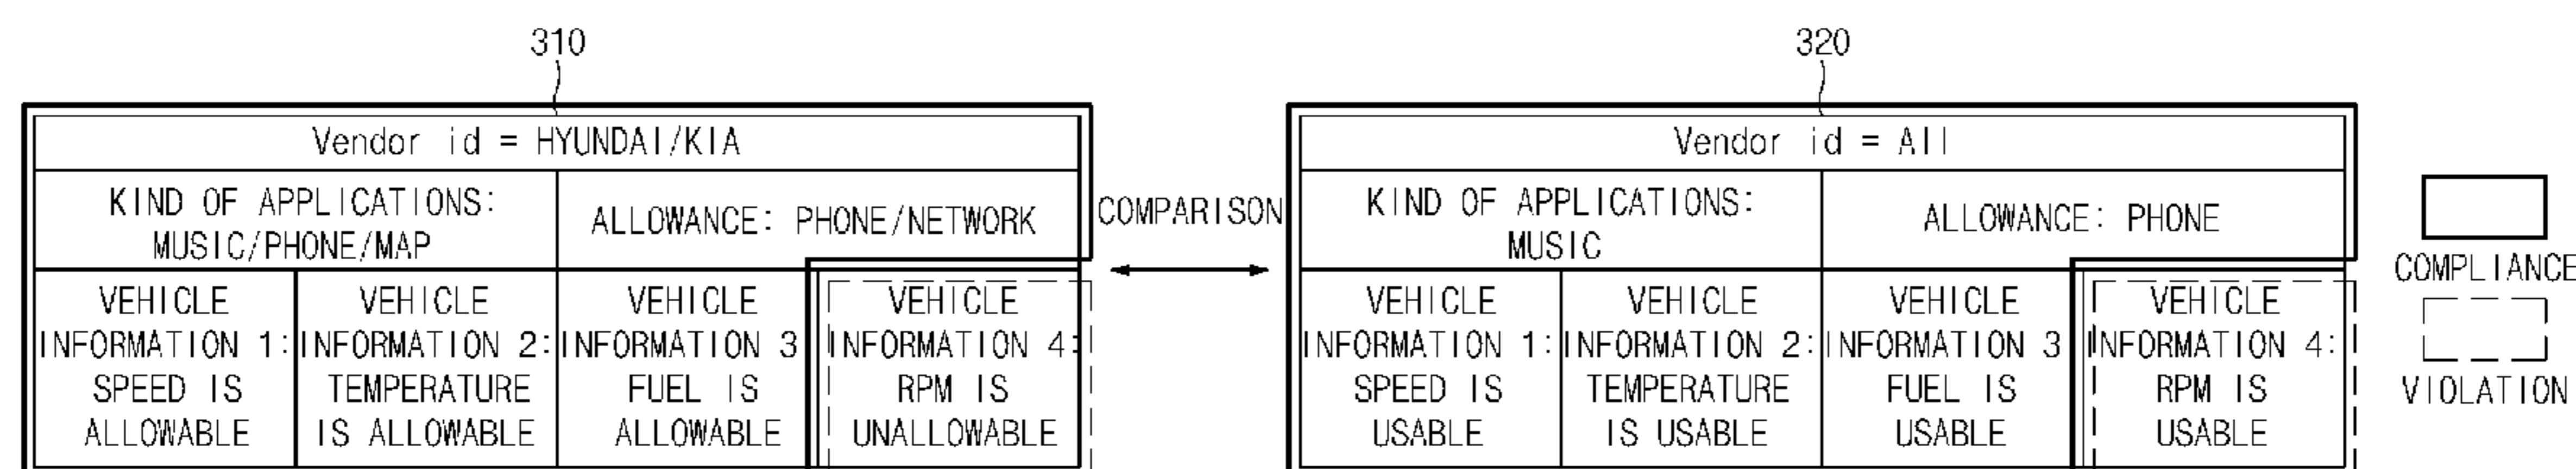 310
320
Vendor id = HYUNDAI/KIA
KIND OF APPLICATIONS:
MUSIC/PHONE/MAP
ALLOWANCE: PHONE/NETWORK
VEHICLE
INFORMATION 1:
SPEED IS
ALLOWABLE
VEHICLE
INFORMATION 2:
TEMPERATURE
IS ALLOWABLE
VEHICLE
INFORMATION 3
FUEL IS
ALLOWABLE
VEHICLE
INFORMATION 4:
RPM IS
UNALLOWABLE
COMPARISON
Vendor id = All
KIND OF APPLICATIONS:
MUSIC
ALLOWANCE: PHONE
VEHICLE
INFORMATION 1:
SPEED IS
USABLE
VEHICLE
INFORMATION 2:
TEMPERATURE
IS USABLE
VEHICLE
INFORMATION 3
FUEL IS
USABLE
VEHICLE
INFORMATION 4:
RPM IS
USABLE
COMPLIANCE
VIOLATION